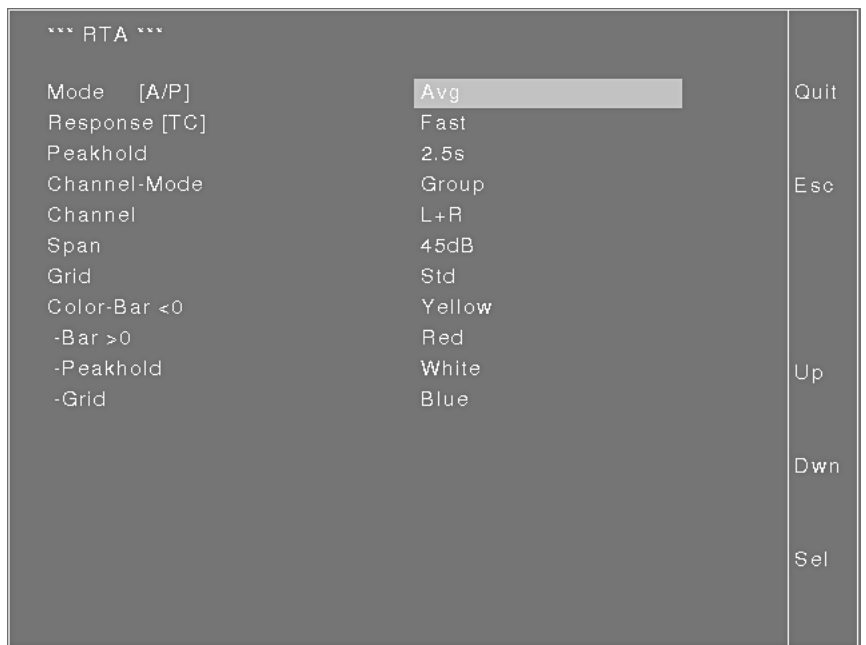 *** RTA ***
Mode [A/P] Avg
Response [TC] Fast
Peakhold 2.5s
Channel-Mode Group
Channel L+R
Span 45dB
Grid Std
Color-Bar <0 Yellow
-Bar >0 Red
-Peakhold White
-Grid Blue
Quit
Esc
Up
Dwn
Sel